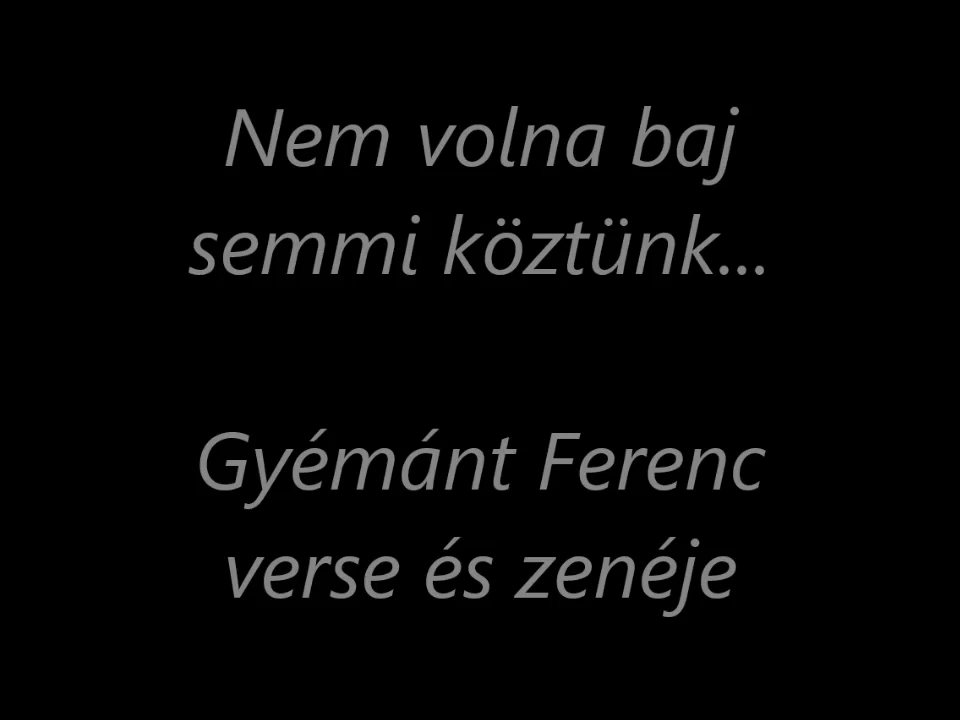 Nem volna baj
semmi köztünk...
Gyémánt Ferenc
verse és zenéje